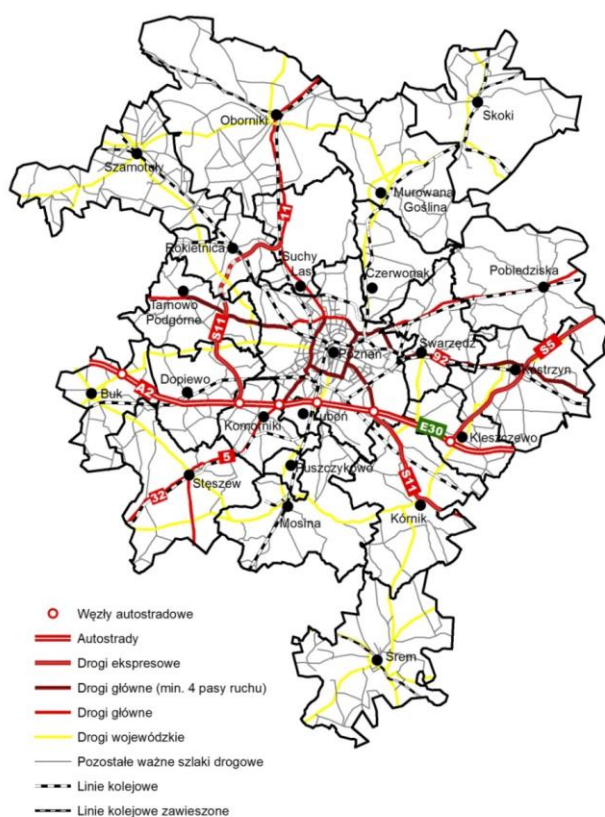 Skoki
Oborniki
Szamotuły
Murowana
Goślina
11
Rokietnica
Suchy
Las
Czerwonak
Pobiedziska
Tarnowo
Podgórne
S11
Poznań
Swarzędz
92
S5
Kostrzyn
A2
Dopiewo
Buk
Komorniki
Luboń
E30
Kleszczewo
5
Puszczykowo
S11
32
Stęszew
Mosina
Kórnik
Śrem
Węzły autostradowe
Autostrady
Drogi ekspresowe
Drogi główne (min. 4 pasy ruchu)
Drogi główne
Drogi wojewódzkie
Pozostałe ważne szlaki drogowe
Linie kolejowe
Linie kolejowe zawieszone